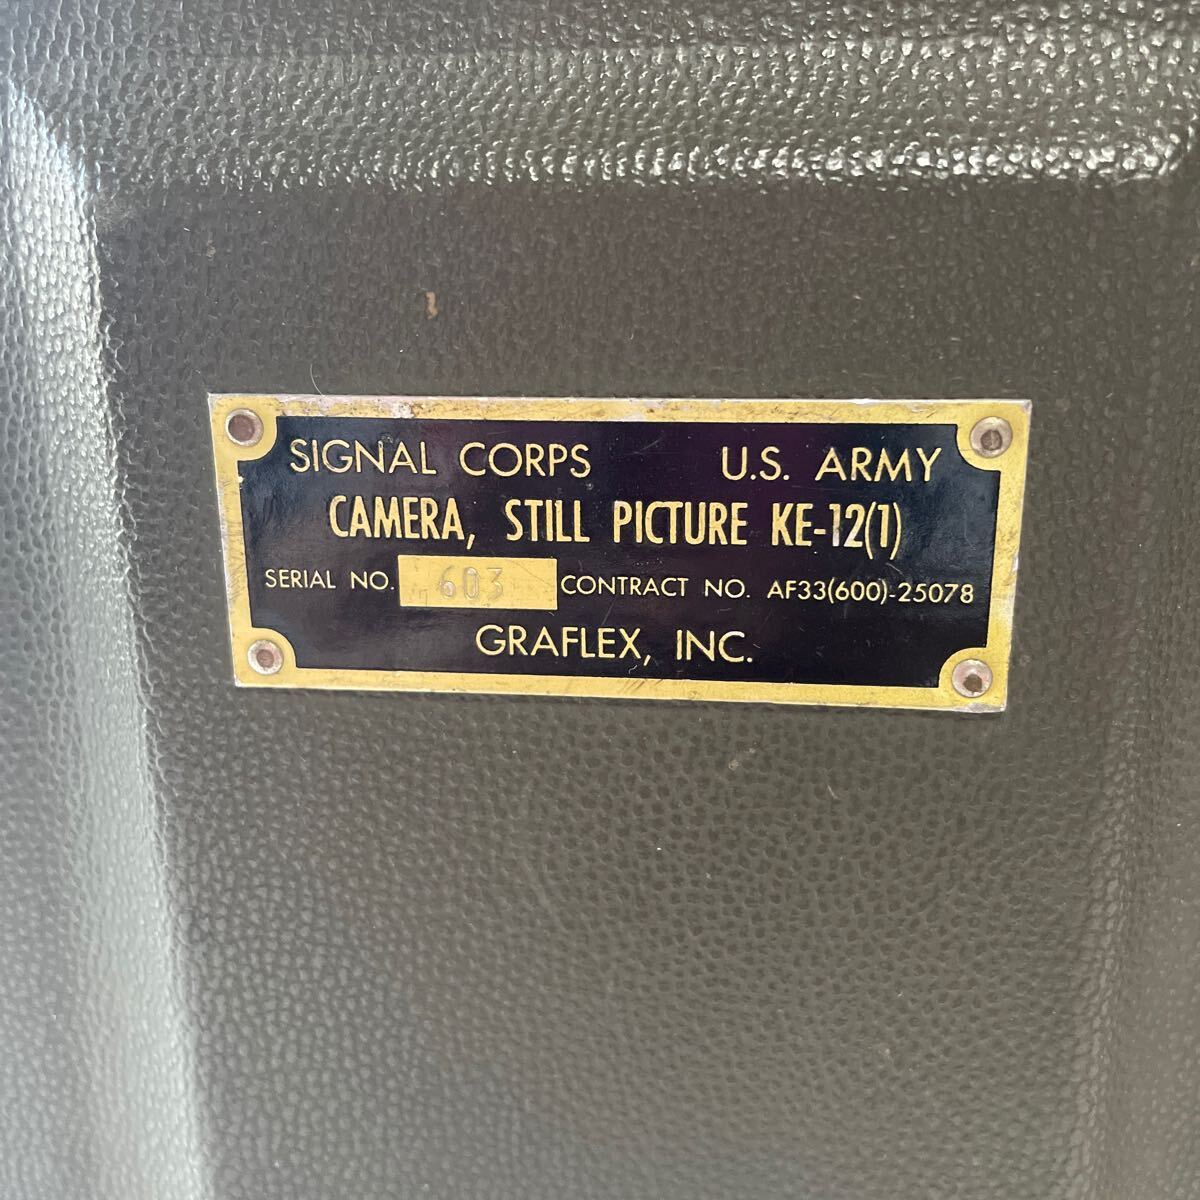 SIGNAL CORPS U.S. ARMY
CAMERA, STILL PICTURE KE-12(1)
SERIAL NO. 603 CONTRACT NO. AF33(600)-25078
GRAFLEX, INC.